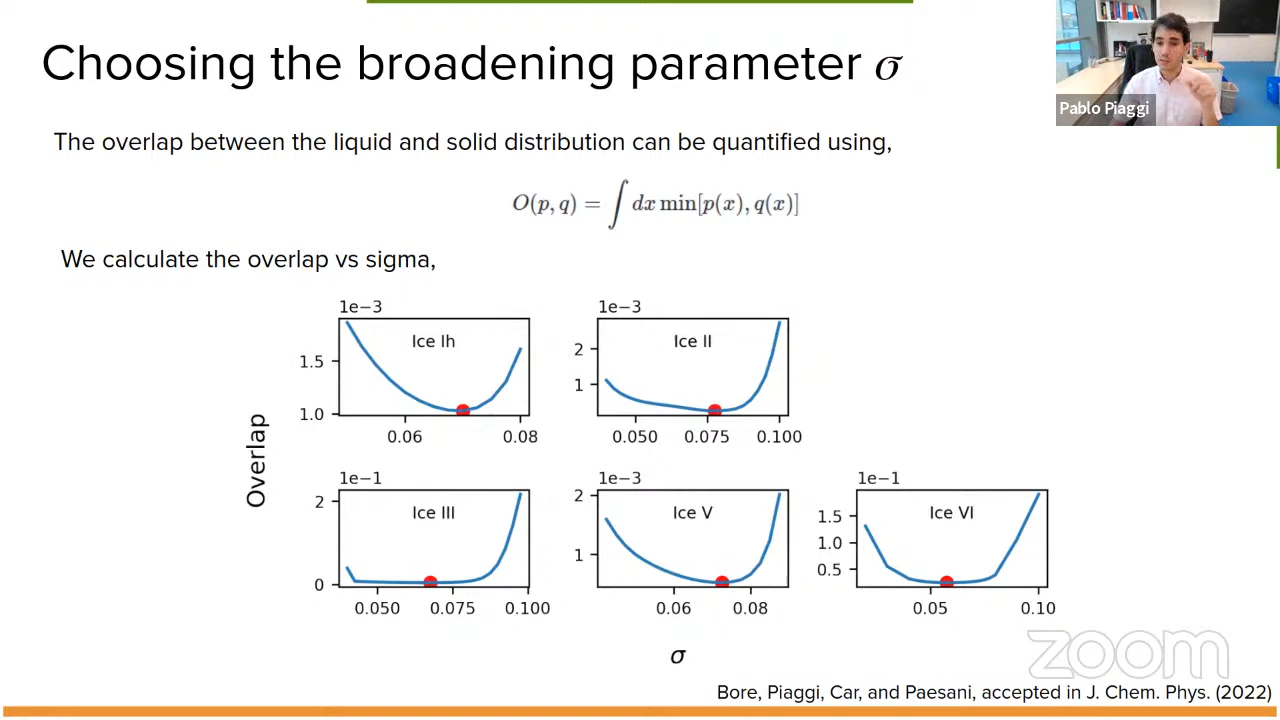 Choosing the broadening parameter σ
Pablo Piaggi
The overlap between the liquid and solid distribution can be quantified using,
O(p, q) = ∫ dx min[p(x), q(x)]
We calculate the overlap vs sigma,
1e−3
Ice Ih
1.5
1.0
0.06 0.08
1e−3
Ice II
2
1
0.050 0.075 0.100
Overlap
1e−1
Ice III
2
0
0.050 0.075 0.100
1e−3
Ice V
2
1
0.06 0.08
1e−1
Ice VI
1.5
1.0
0.5
0.05 0.10
σ
zoom
Bore, Piaggi, Car, and Paesani, accepted in J. Chem. Phys. (2022)